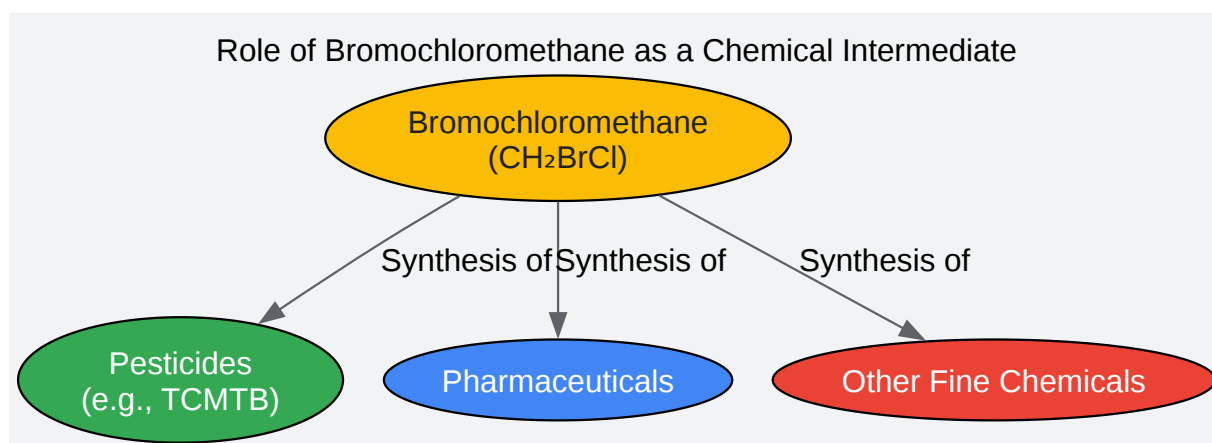 Role of Bromochloromethane as a Chemical Intermediate
Bromochloromethane
(CH₂BrCl)
Synthesis of
Synthesis of
Synthesis of
Pesticides
(e.g., TCMTB)
Pharmaceuticals
Other Fine Chemicals